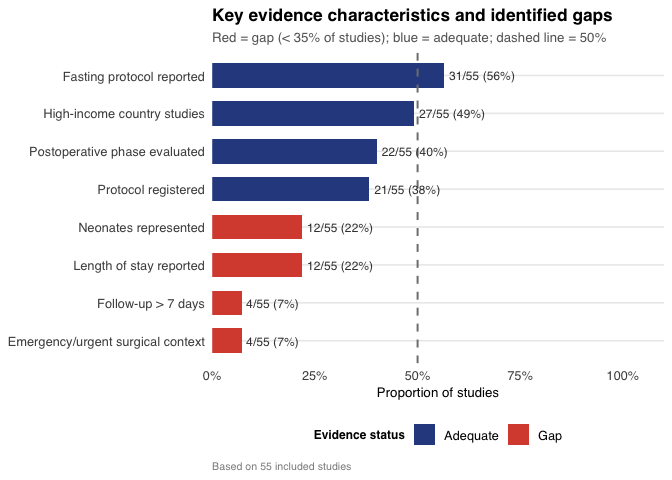 Key evidence characteristics and identified gaps
Red = gap (< 35% of studies); blue = adequate; dashed line = 50%
Fasting protocol reported 31/55 (56%)
High-income country studies 27/55 (49%)
Postoperative phase evaluated 22/55 (40%)
Protocol registered 21/55 (38%)
Neonates represented 12/55 (22%)
Length of stay reported 12/55 (22%)
Follow-up > 7 days 4/55 (7%)
Emergency/urgent surgical context 4/55 (7%)
0% 25% 50% 75% 100%
Proportion of studies
Evidence status Adequate Gap
Based on 55 included studies